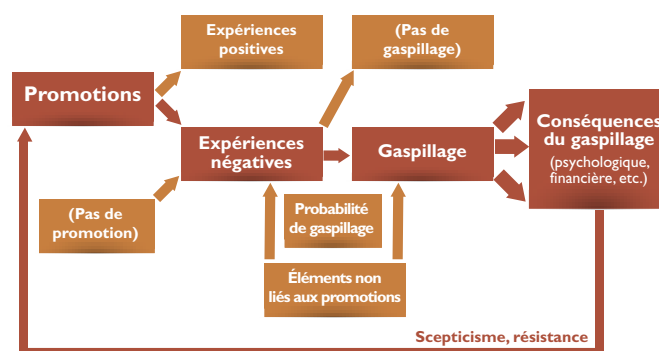 Expériences
positives
(Pas de
gaspillage)
Promotions
Expériences
négatives
Gaspillage
Conséquences
du gaspillage
(psychologique,
financière, etc.)
(Pas de
promotion)
Probabilité
de gaspillage
Éléments non
liés aux promotions
Scepticisme, résistance